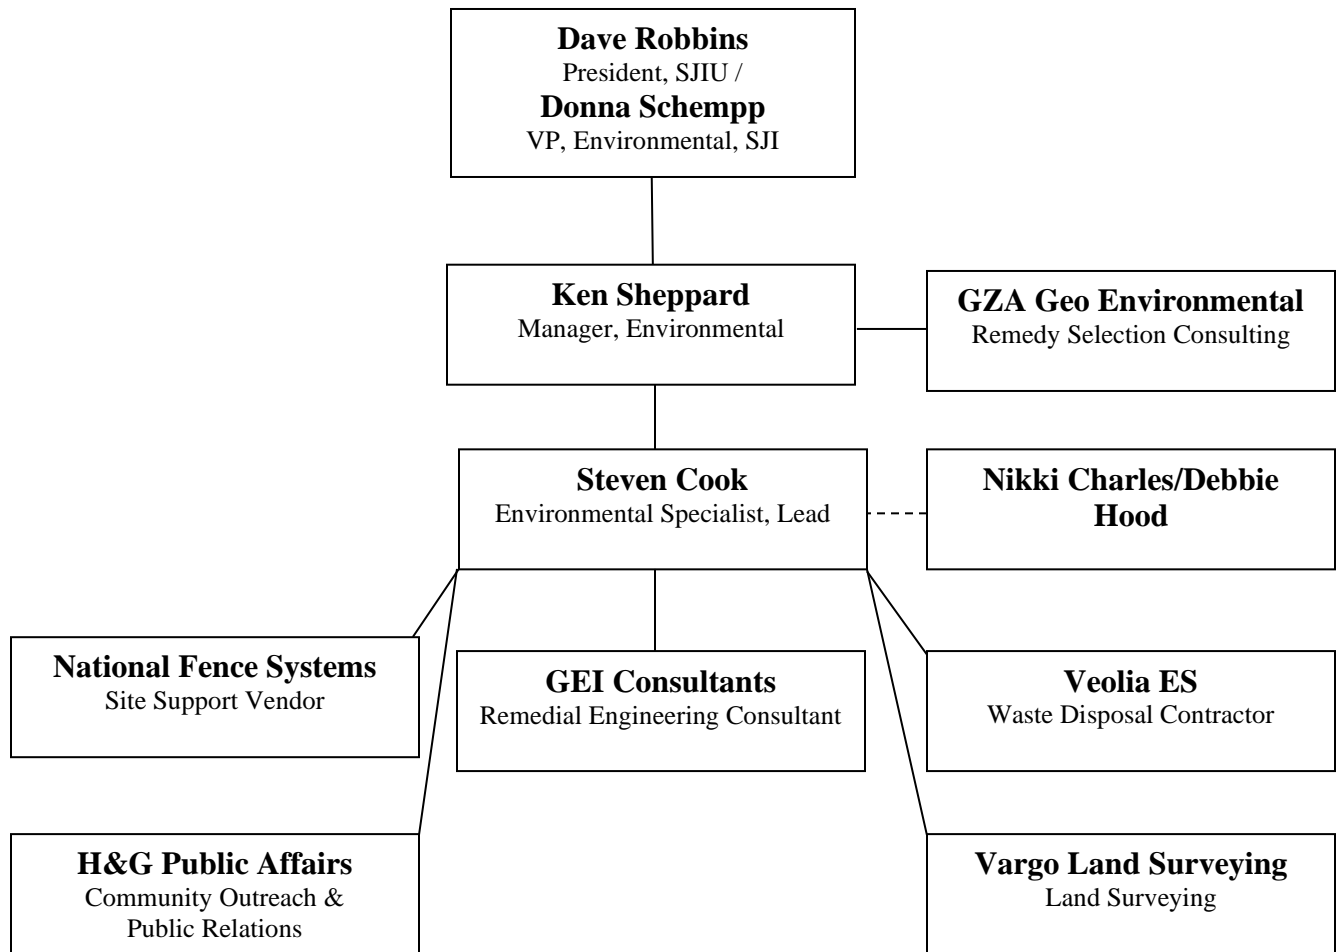 Dave Robbins
President, SJIU /
Donna Schempp
VP, Environmental, SJI
Ken Sheppard
Manager, Environmental
GZA Geo Environmental
Remedy Selection Consulting
Steven Cook
Environmental Specialist, Lead
Nikki Charles/Debbie
Hood
National Fence Systems
Site Support Vendor
GEI Consultants
Remedial Engineering Consultant
Veolia ES
Waste Disposal Contractor
H&G Public Affairs
Community Outreach &
Public Relations
Vargo Land Surveying
Land Surveying